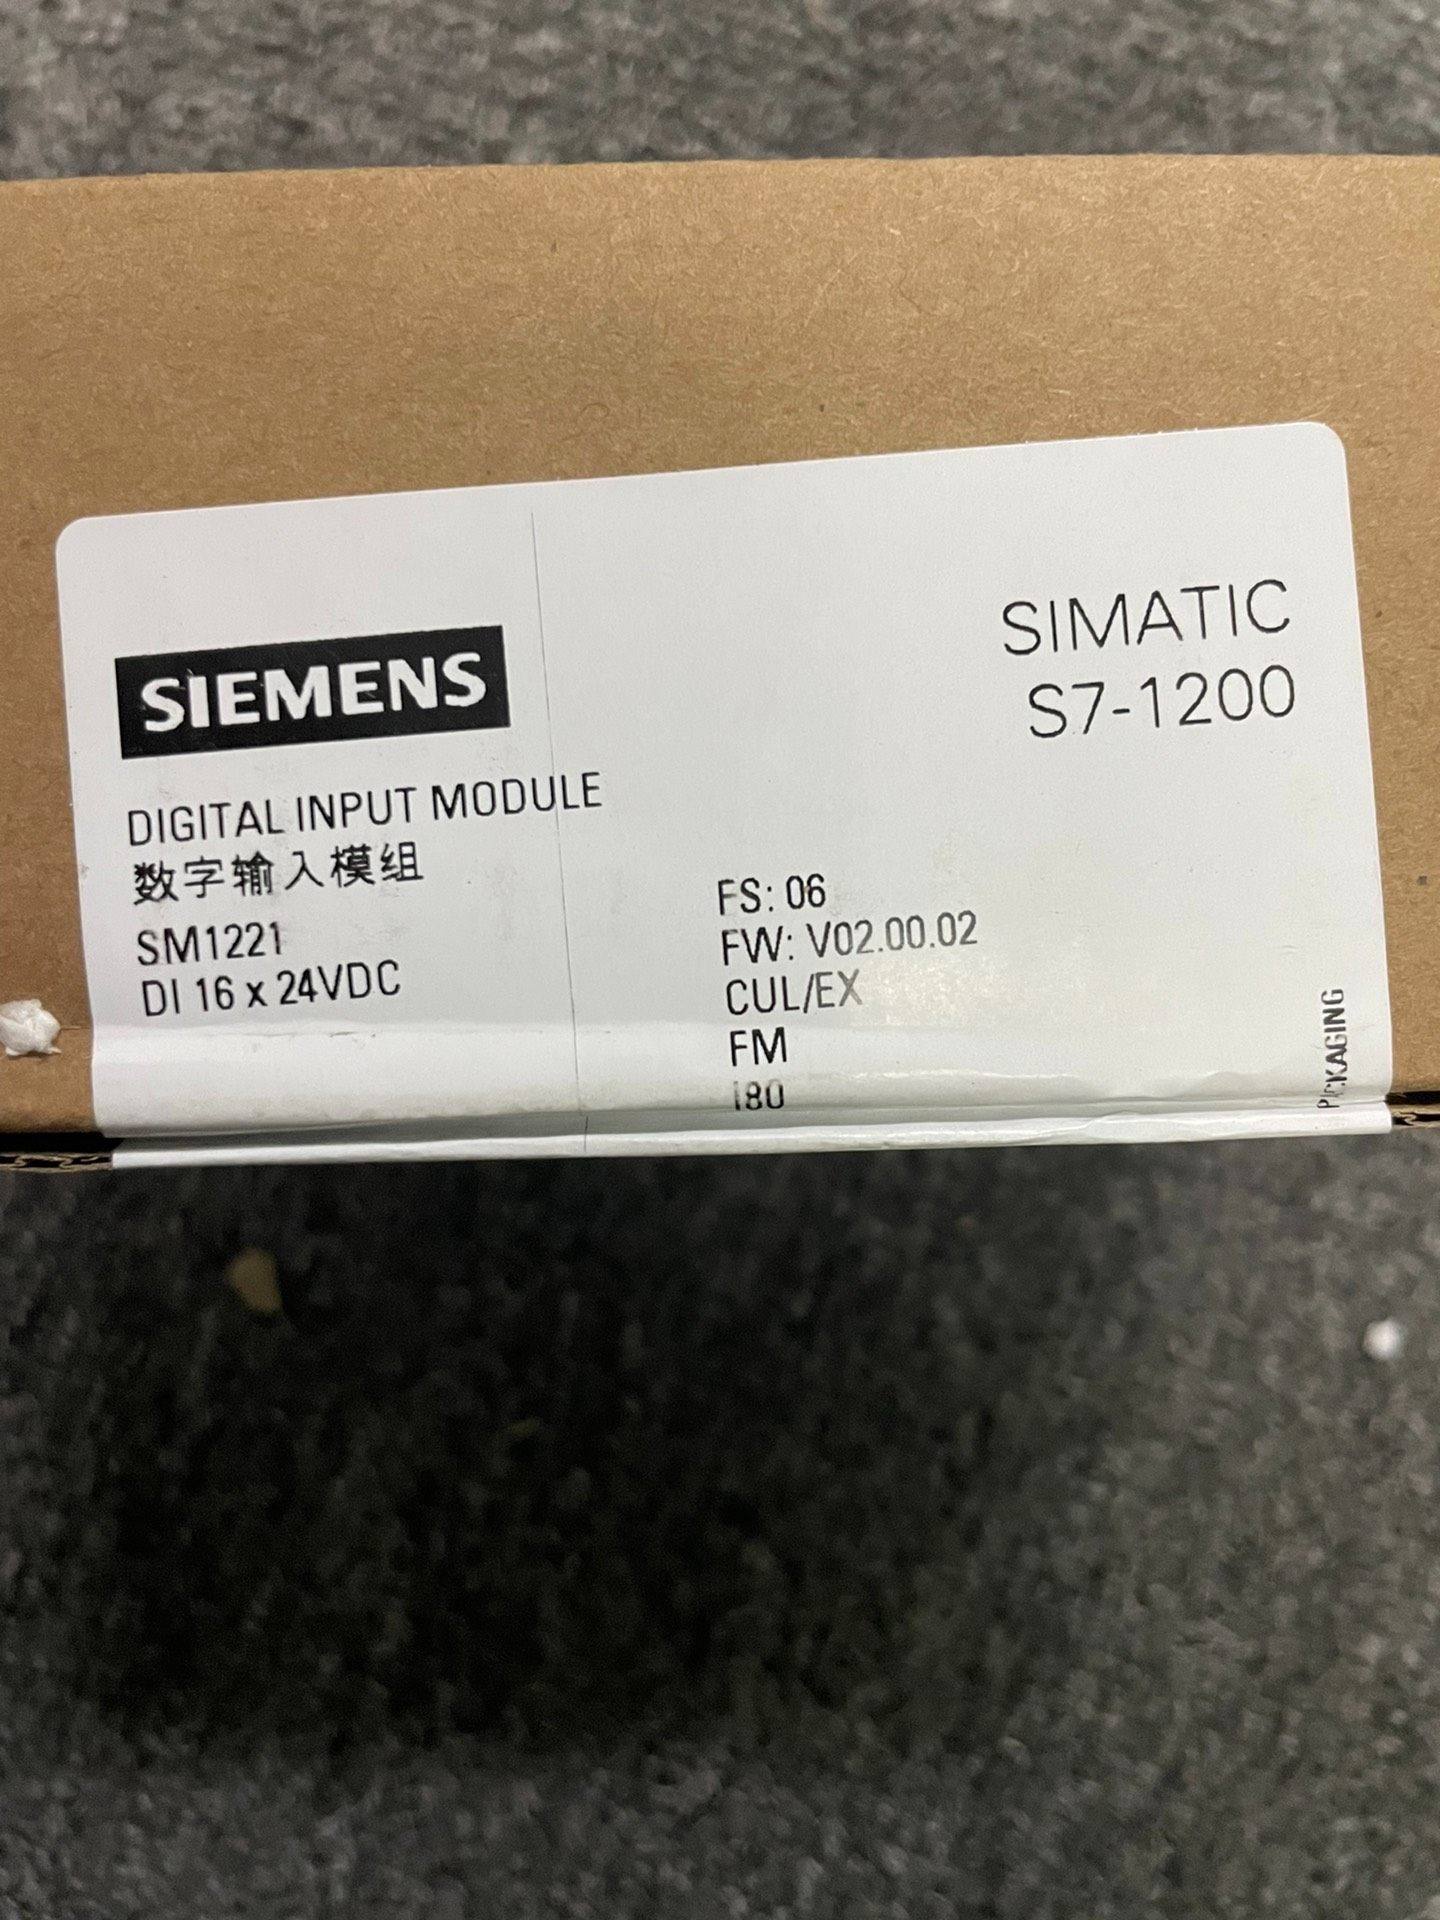 SIEMENS
SIMATIC
S7-1200
DIGITAL INPUT MODULE
数字输入模组
SM1221
DI 16 x 24VDC
FS: 06
FW: V02.00.02
CUL/EX
FM
I80
PACKAGING